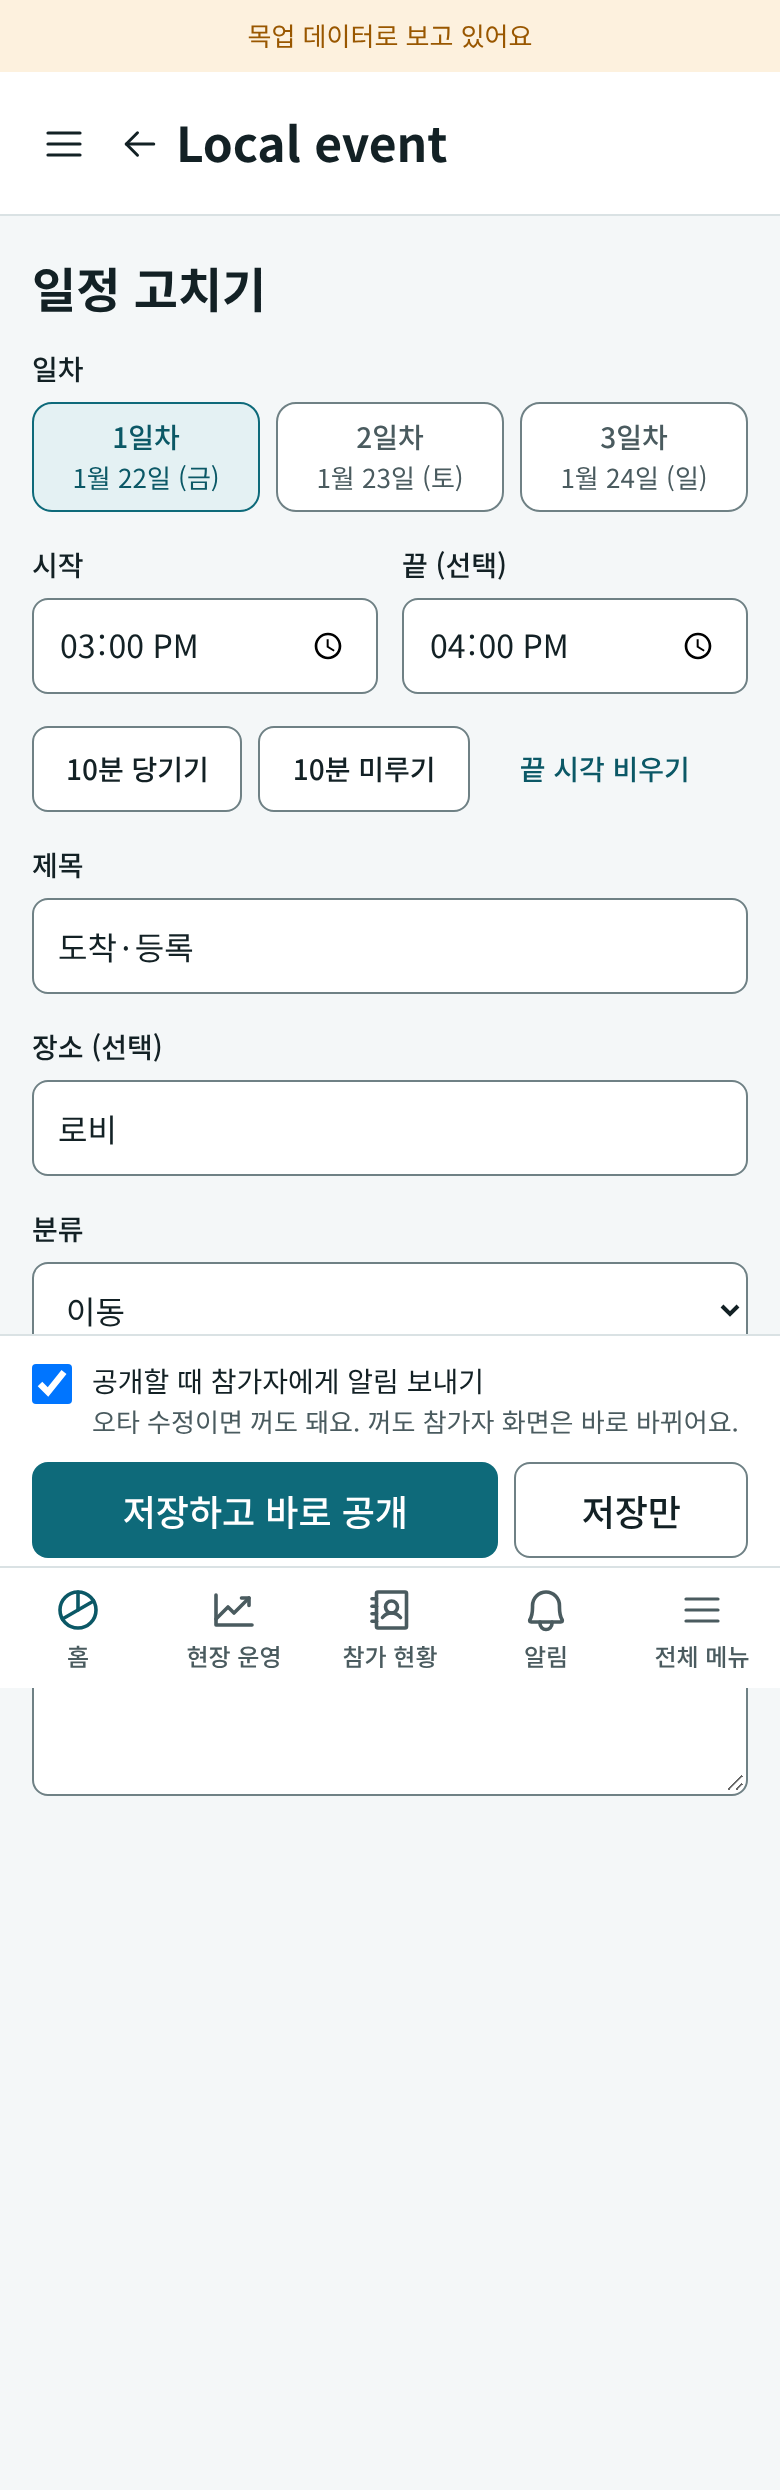 목업 데이터로 보고 있어요
Local event
일정 고치기
일차
1일차
1월 22일 (금)
2일차
1월 23일 (토)
3일차
1월 24일 (일)
시작
끝 (선택)
03:00 PM
04:00 PM
10분 당기기
10분 미루기
끝 시각 비우기
제목
도착·등록
장소 (선택)
로비
분류
이동
공개할 때 참가자에게 알림 보내기
오타 수정이면 꺼도 돼요. 꺼도 참가자 화면은 바로 바뀌어요.
저장하고 바로 공개
저장만
홈
현장 운영
참가 현황
알림
전체 메뉴